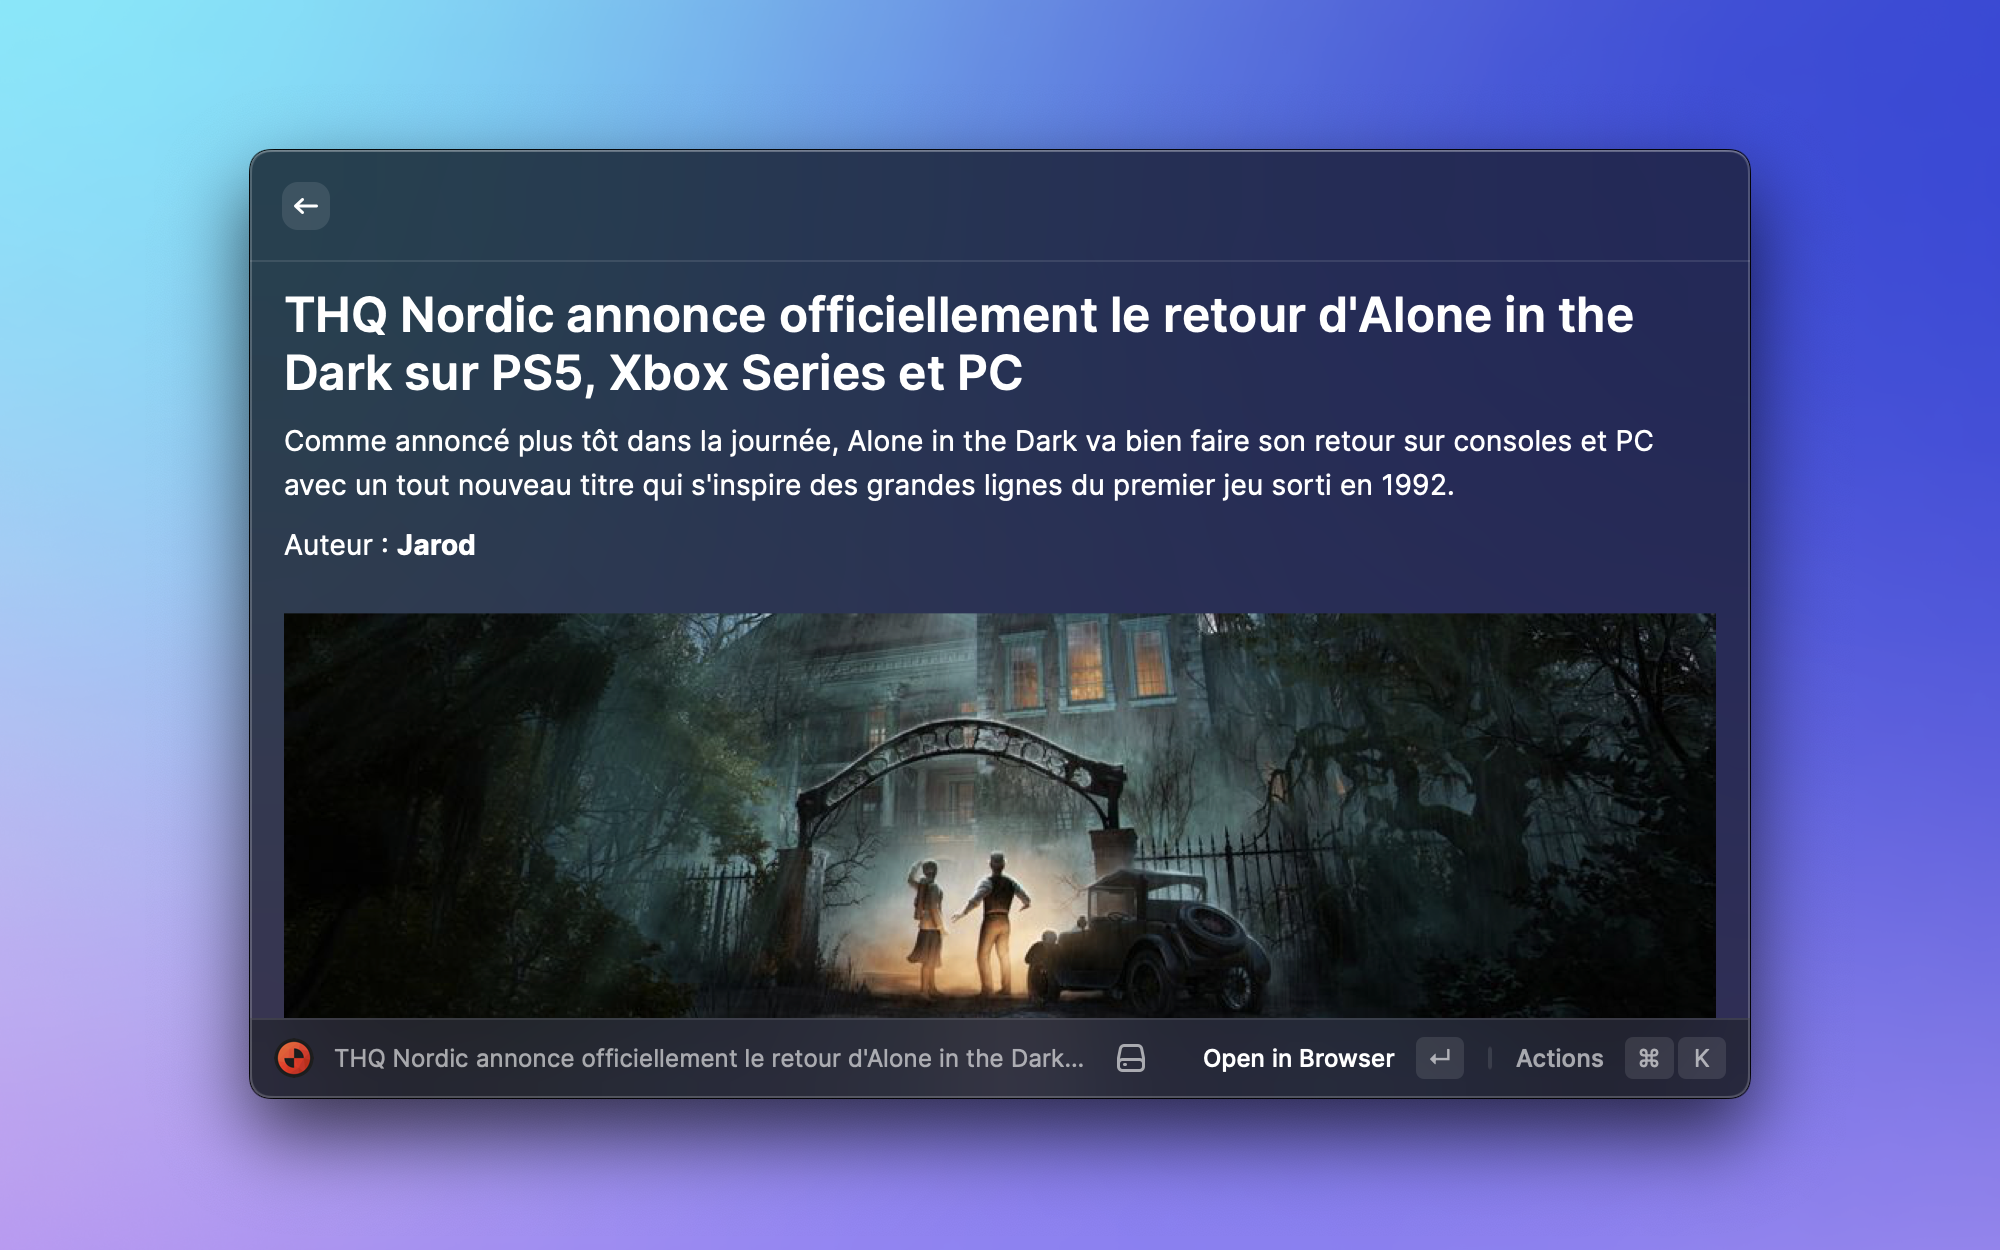 THQ Nordic annonce officiellement le retour d'Alone in the
Dark sur PS5, Xbox Series et PC
Comme annoncé plus tôt dans la journée, Alone in the Dark va bien faire son retour sur consoles et PC
avec un tout nouveau titre qui s'inspire des grandes lignes du premier jeu sorti en 1992.
Auteur : Jarod
THQ Nordic annonce officiellement le retour d'Alone in the Dark...
Open in Browser
Actions
⌘ K